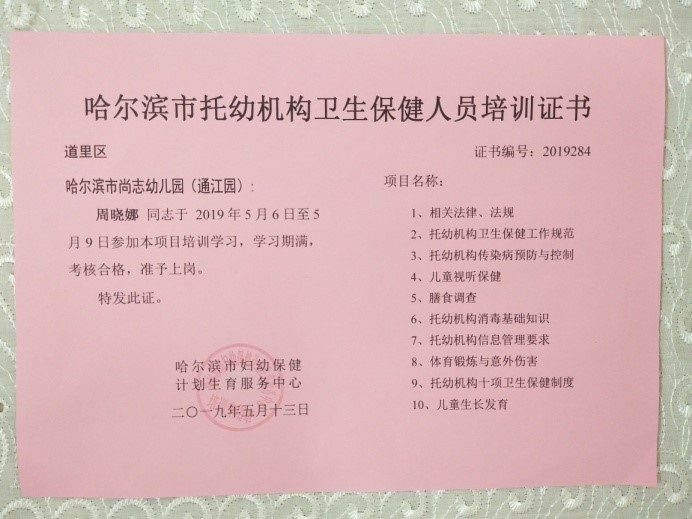 哈尔滨市托幼机构卫生保健人员培训证书
道里区
证书编号：2019284
哈尔滨市尚志幼儿园（通江园）：
周晓娜 同志于 2019 年 5 月 6 日至 5
月 9 日参加本项目培训学习，学习期满，
考核合格，准予上岗。
特发此证。
哈尔滨市妇幼保健
计划生育服务中心
二〇一九年五月十三日
项目名称：
1、相关法律、法规
2、托幼机构卫生保健工作规范
3、托幼机构传染病预防与控制
4、儿童视听保健
5、膳食调查
6、托幼机构消毒基础知识
7、托幼机构信息管理要求
8、体育锻炼与意外伤害
9、托幼机构十项卫生保健制度
10、儿童生长发育